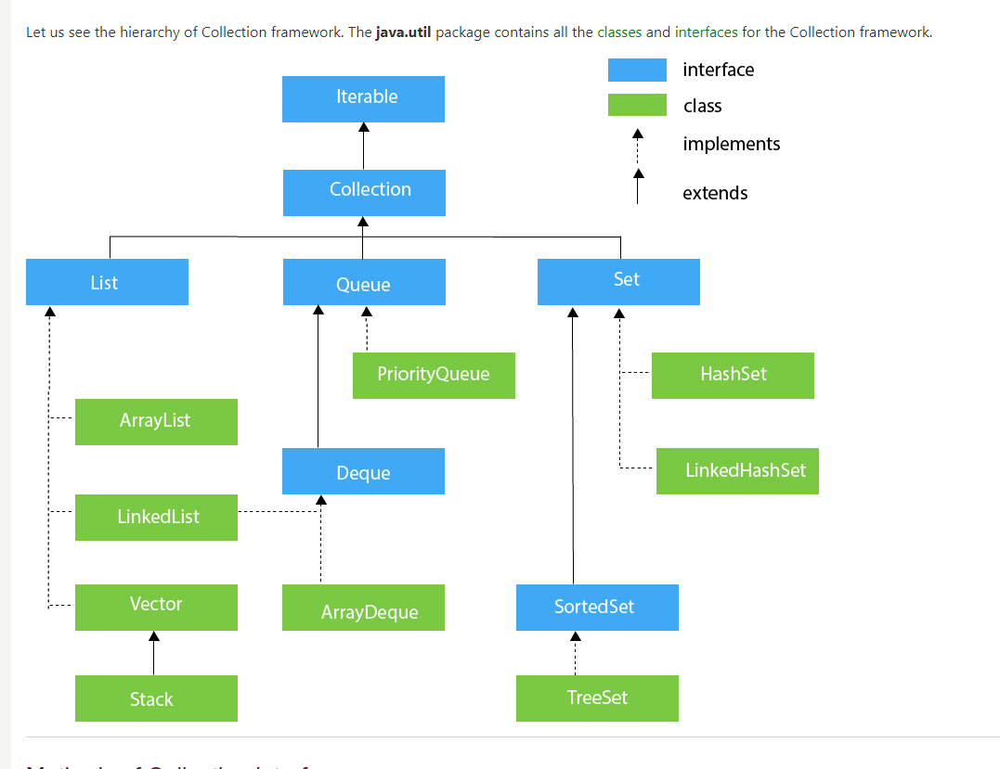 Let us see the hierarchy of Collection framework. The java.util package contains all the classes and interfaces for the Collection framework.
interface
Iterable
class
implements
Collection
extends
List
Queue
Set
PriorityQueue
HashSet
ArrayList
Deque
LinkedHashSet
LinkedList
Vector
ArrayDeque
SortedSet
Stack
TreeSet